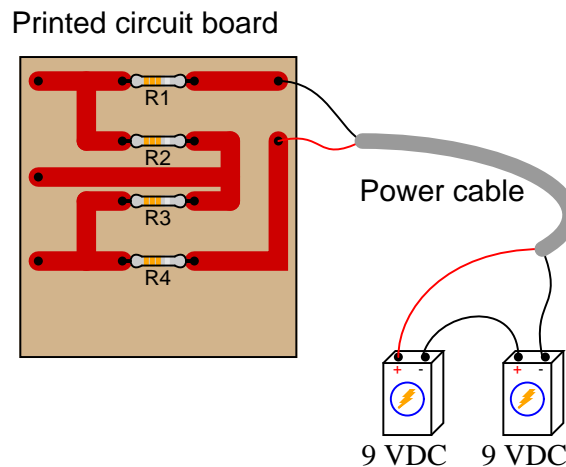 Printed circuit board
R1
R2
R3
R4
Power cable
+ - + -
9 VDC 9 VDC